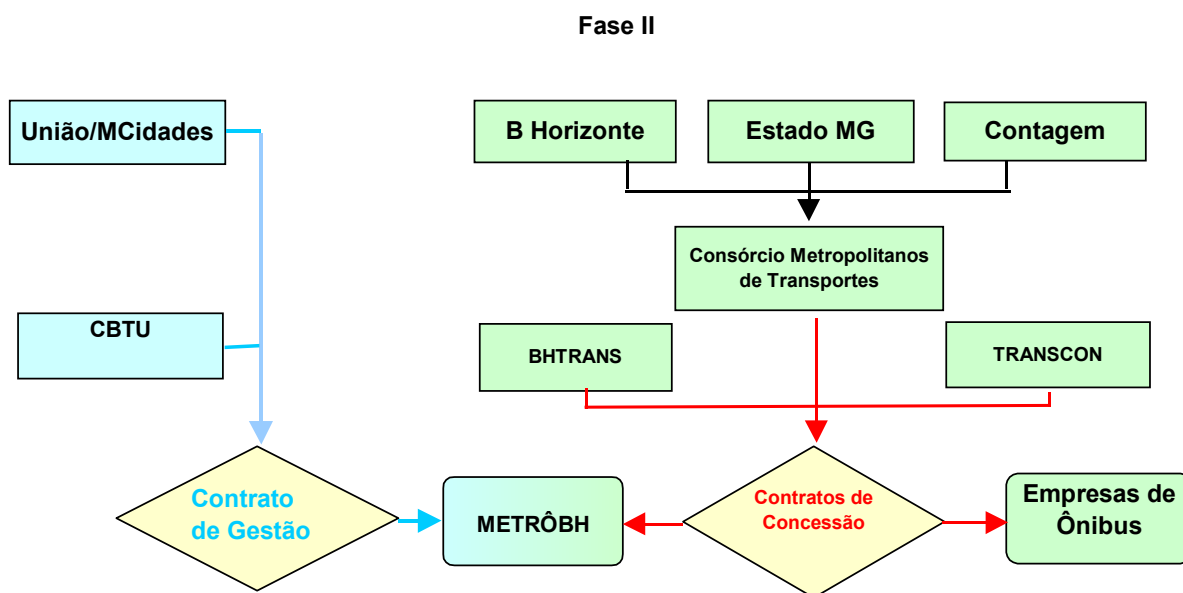 Fase II
União/MCidades
B Horizonte
Estado MG
Contagem
Consórcio Metropolitanos
de Transportes
CBTU
BHTRANS
TRANSCON
Contrato
de Gestão
METRÔBH
Contratos de
Concessão
Empresas de
Ônibus